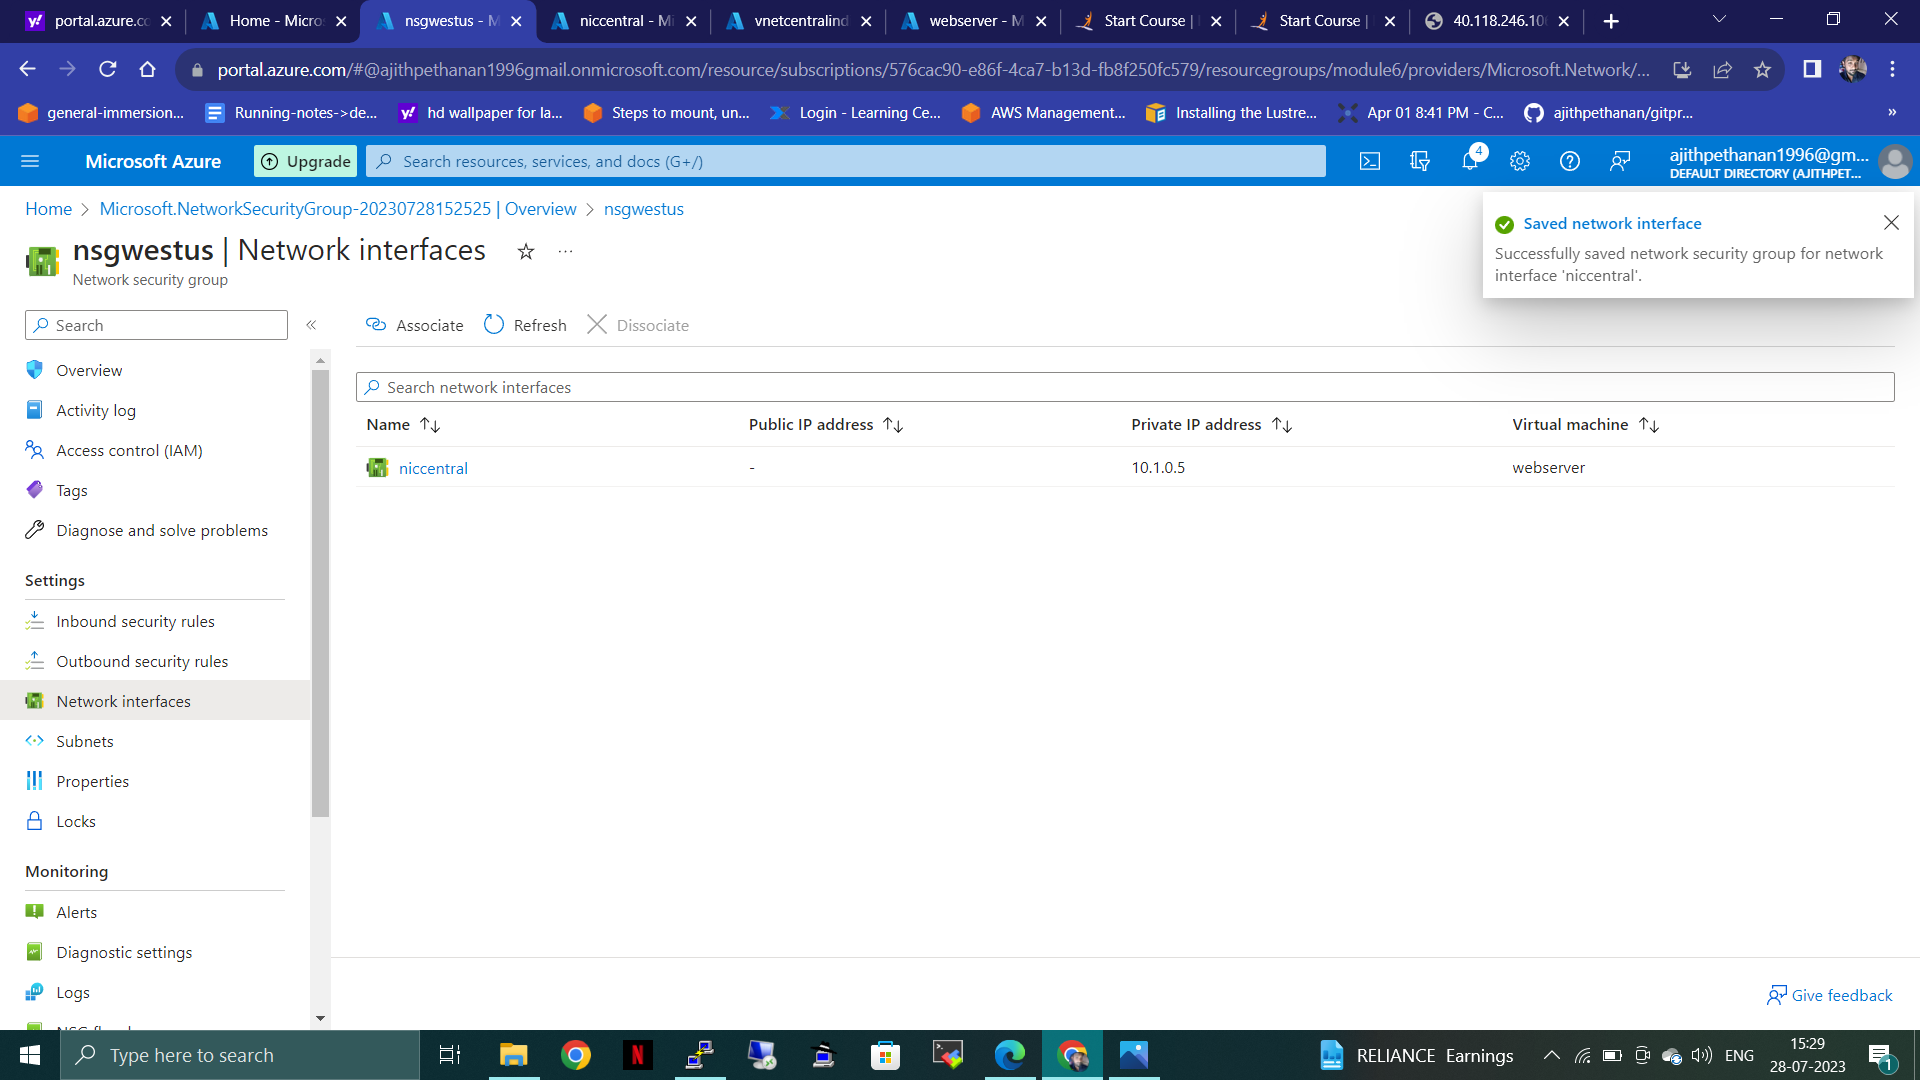 portal.azure.co
Home - Micros
nsgwestus - M
niccentral - Mi
vnetcentralind
webserver - M
Start Course |
Start Course |
40.118.246.10
portal.azure.com/#@ajithpethanan1996gmail.onmicrosoft.com/resource/subscriptions/576cac90-e86f-4ca7-b13d-fb8f250fc579/resourcegroups/module6/providers/Microsoft.Network/...
general-immersion...
Running-notes->de...
hd wallpaper for la...
Steps to mount, un...
Login - Learning Ce...
AWS Management...
Installing the Lustre...
Apr 01 8:41 PM - C...
ajithpethanan/gitpr...
»
Microsoft Azure
Upgrade
Search resources, services, and docs (G+/)
4
ajithpethanan1996@gm...
DEFAULT DIRECTORY (AJITHPET...
Home > Microsoft.NetworkSecurityGroup-20230728152525 | Overview > nsgwestus
nsgwestus | Network interfaces
...
Network security group
Saved network interface
Successfully saved network security group for network
interface 'niccentral'.
Search
«
Associate
Refresh
Dissociate
Overview
Activity log
Access control (IAM)
Tags
Diagnose and solve problems
Settings
Inbound security rules
Outbound security rules
Network interfaces
Subnets
Properties
Locks
Monitoring
Alerts
Diagnostic settings
Logs
Search network interfaces
Name ↑↓ Public IP address ↑↓ Private IP address ↑↓ Virtual machine ↑↓
niccentral - 10.1.0.5 webserver
Give feedback
Type here to search
RELIANCE Earnings
ENG
15:29
28-07-2023
1